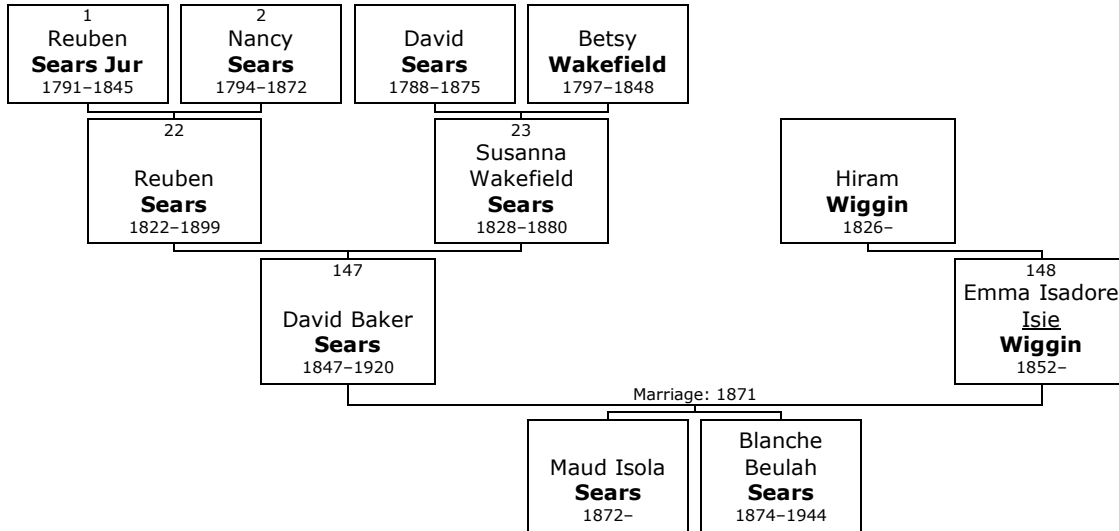 1
Reuben
Sears Jur
1791–1845
2
Nancy
Sears
1794–1872
David
Sears
1788–1875
Betsy
Wakefield
1797–1848
22
Reuben
Sears
1822–1899
23
Susanna
Wakefield
Sears
1828–1880
Hiram
Wiggin
1826–
147
David Baker
Sears
1847–1920
148
Emma Isadore
Isie
Wiggin
1852–
Marriage: 1871
Maud Isola
Sears
1872–
Blanche
Beulah
Sears
1874–1944